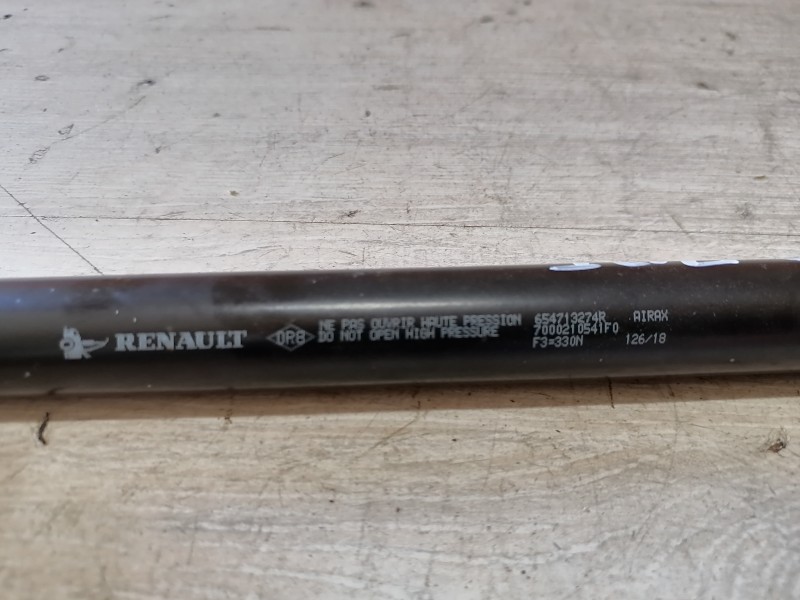 RENAULT
DRB
NE PAS OUVRIR HAUTE PRESSION
DO NOT OPEN HIGH PRESSURE
654713274R AIRAX
7000210541F0
F3=330N 126/18